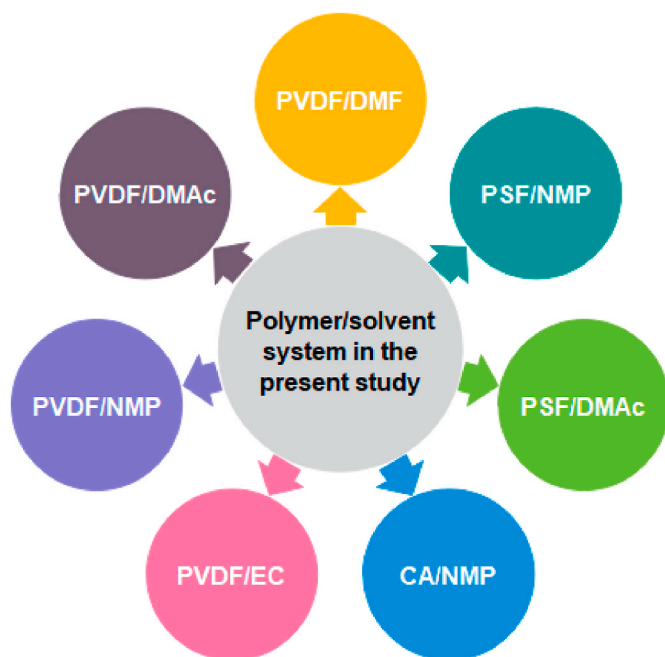 PVDF/DMF
PSF/NMP
PSF/DMAc
CA/NMP
PVDF/EC
PVDF/NMP
PVDF/DMAc
Polymer/solvent
system in the
present study